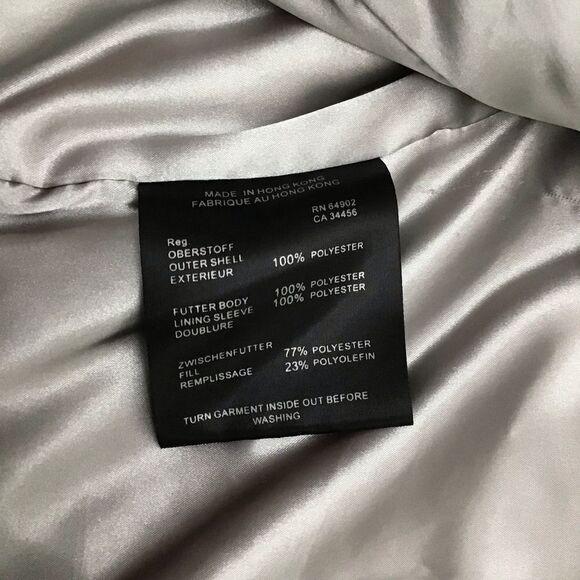 MADE IN HONG KONG
FABRIQUE AU HONG KONG
RN 64902
CA 34456
Reg.
OBERSTOFF
OUTER SHELL 100% POLYESTER
EXTERIEUR
FUTTER BODY 100% POLYESTER
LINING SLEEVE 100% POLYESTER
DOUBLURE
ZWISCHENFUTTER 77% POLYESTER
FILL 23% POLYOLEFIN
REMPLISSAGE
TURN GARMENT INSIDE OUT BEFORE
WASHING